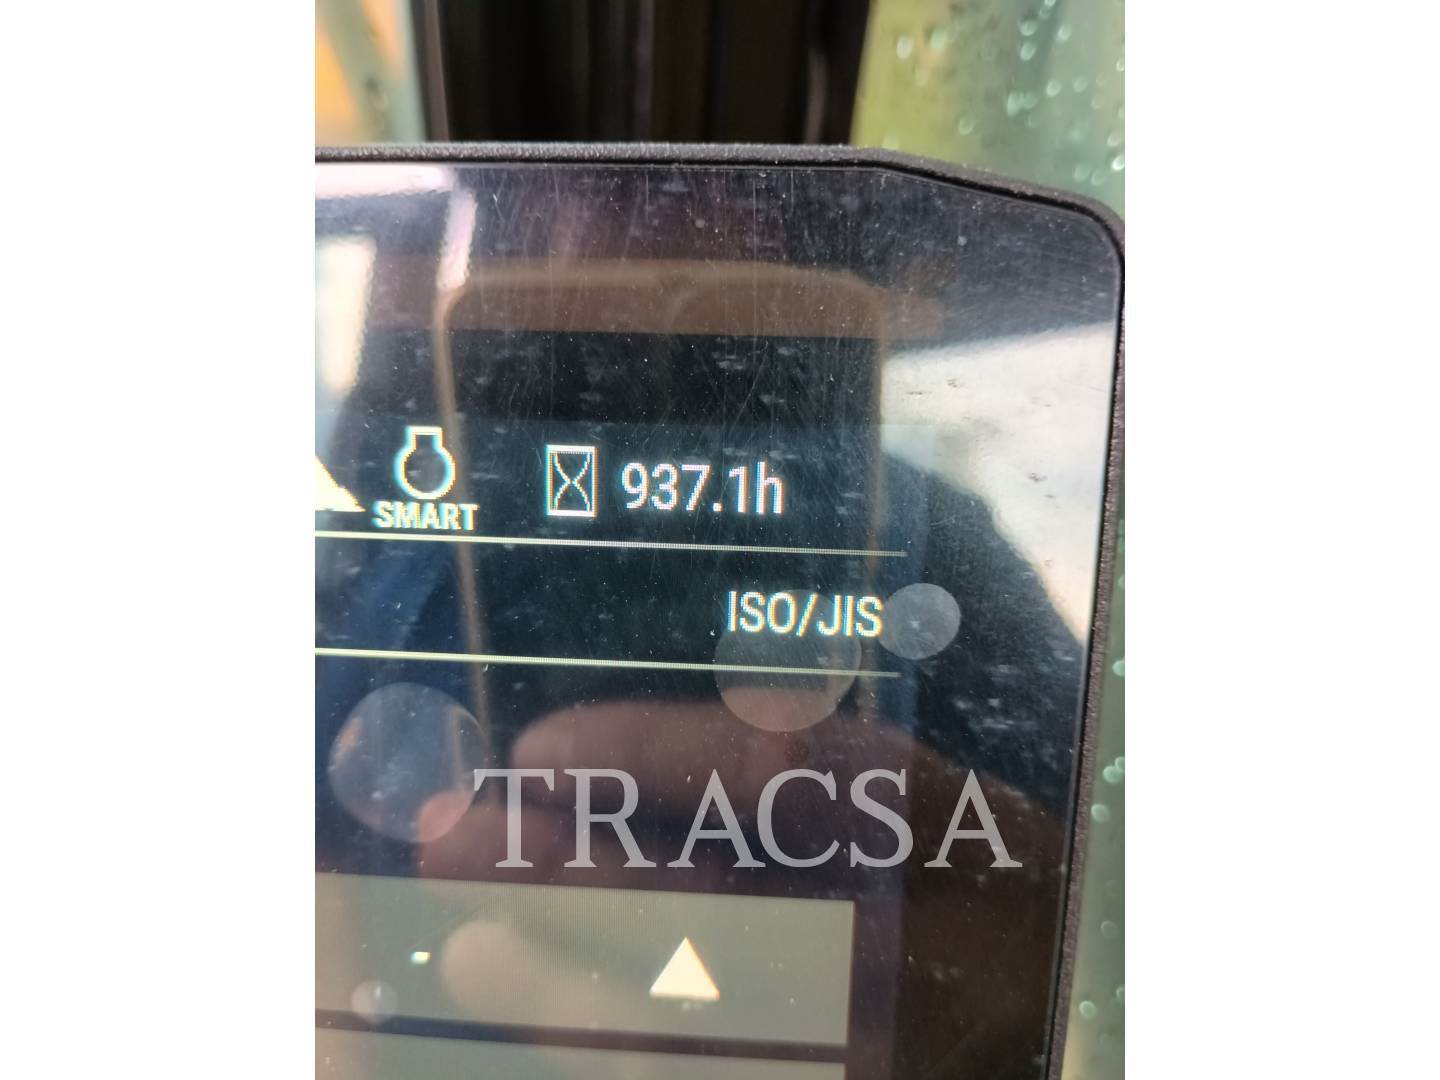 937.1h
SMART
ISO/JIS
TRACSA